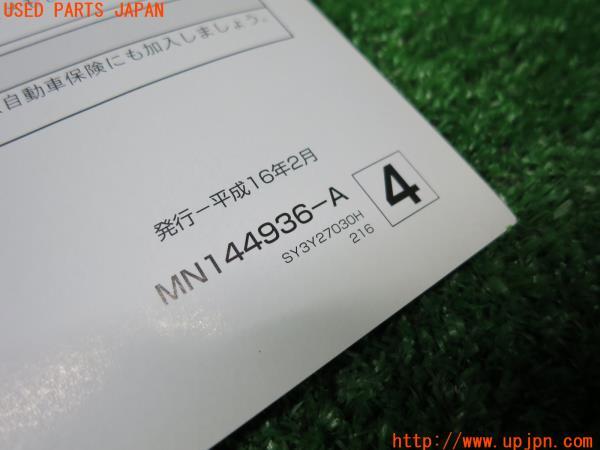 USED PARTS JAPAN
自動車保険にも加入しましょう。
発行－平成16年2月
MN144936-A
4
SY3Y27030H
216
http://www.upjpn.com/